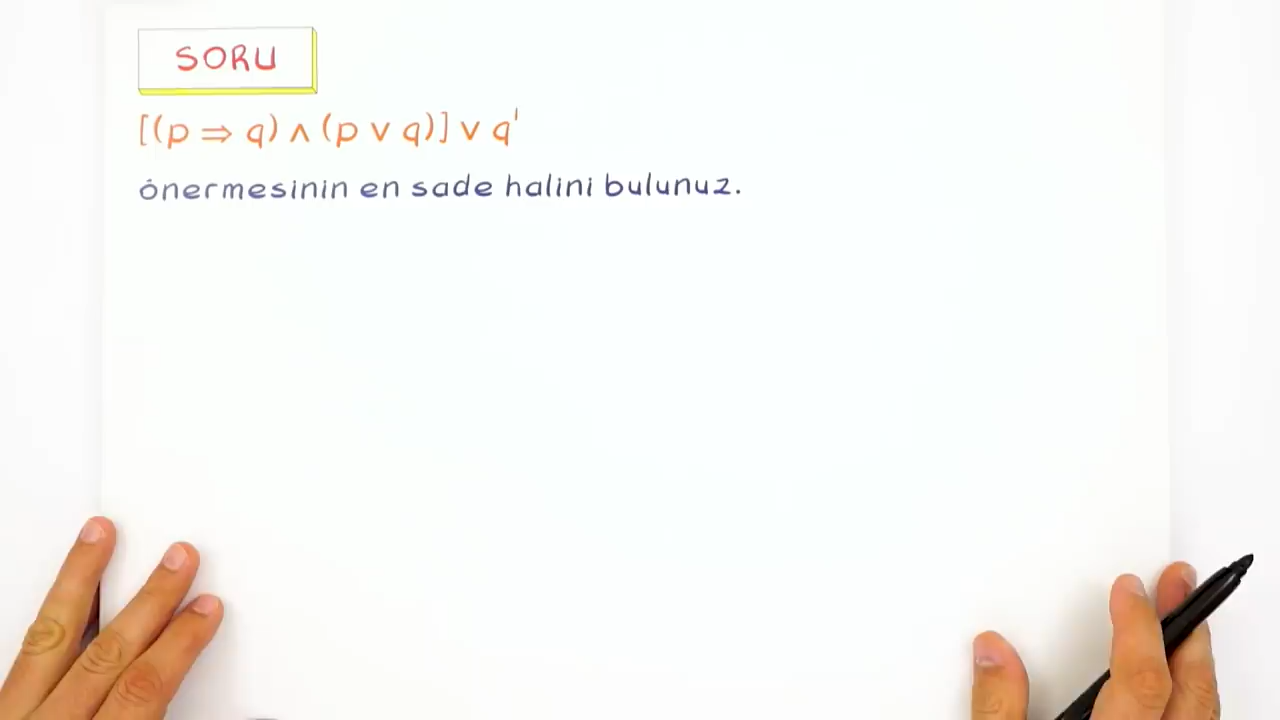 SORU
[(p ⇒ q) ∧ (p ∨ q)] ∨ q'
önermesinin en sade halini bulunuz.